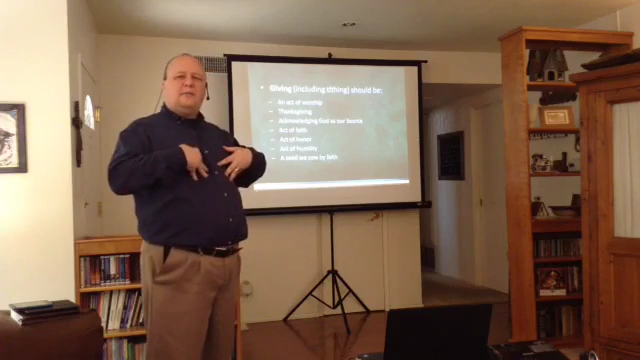 • Giving (including tithing) should be:
– An act of worship
– Thanksgiving
– Acknowledging God as our Source
– Act of faith
– Act of honor
– Act of humility
– A seed we sow by faith